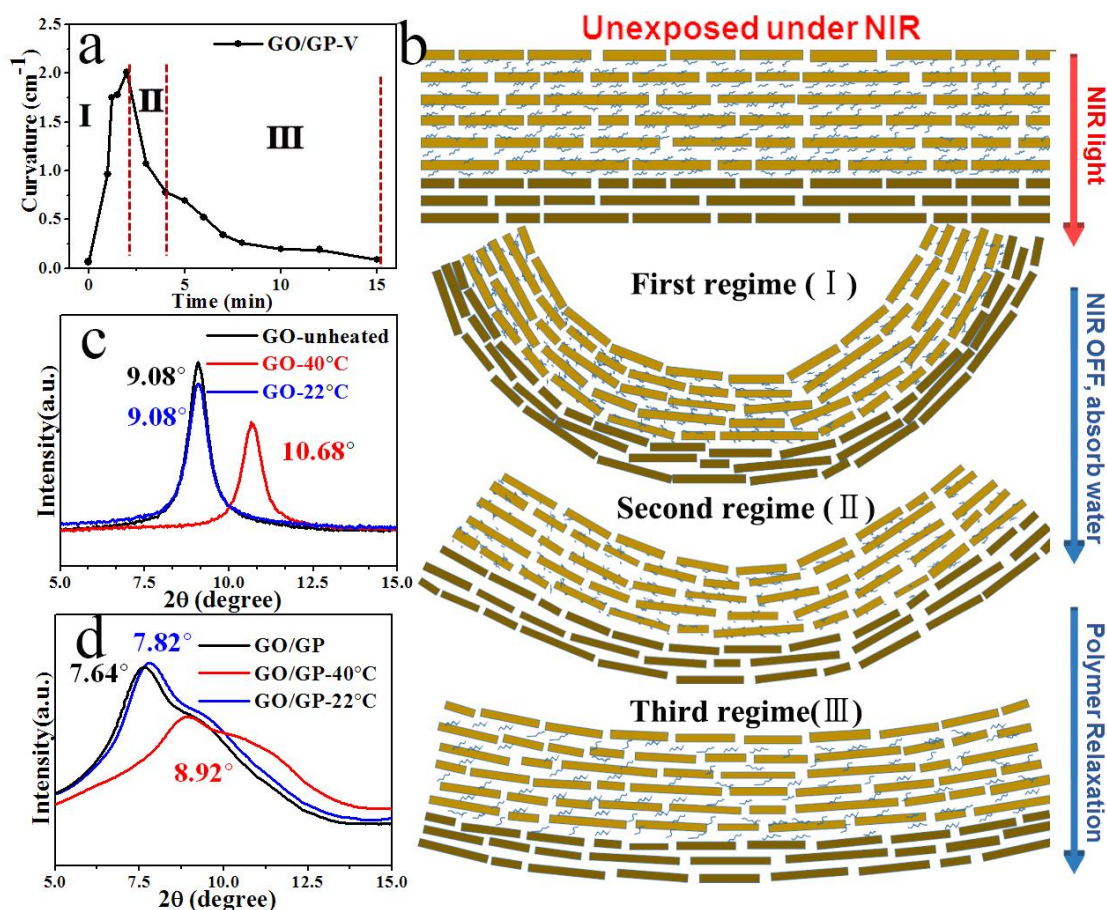 a
GO/GP-V
I
II
III
2.5
2.0
1.5
1.0
0.5
0.0
Curvature (cm⁻¹)
0
5
10
15
Time (min)
b
Unexposed under NIR
NIR light
First regime (Ⅰ)
NIR OFF, absorb water
Second regime (Ⅱ)
Polymer Relaxation
Third regime(Ⅲ)
c
GO-unheated
GO-40°C
GO-22°C
9.08°
9.08°
10.68°
Intensity(a.u.)
5.0
7.5
10.0
12.5
15.0
2θ (degree)
d
7.82°
7.64°
8.92°
GO/GP
GO/GP-40°C
GO/GP-22°C
Intensity(a.u.)
5.0
7.5
10.0
12.5
15.0
2θ (degree)